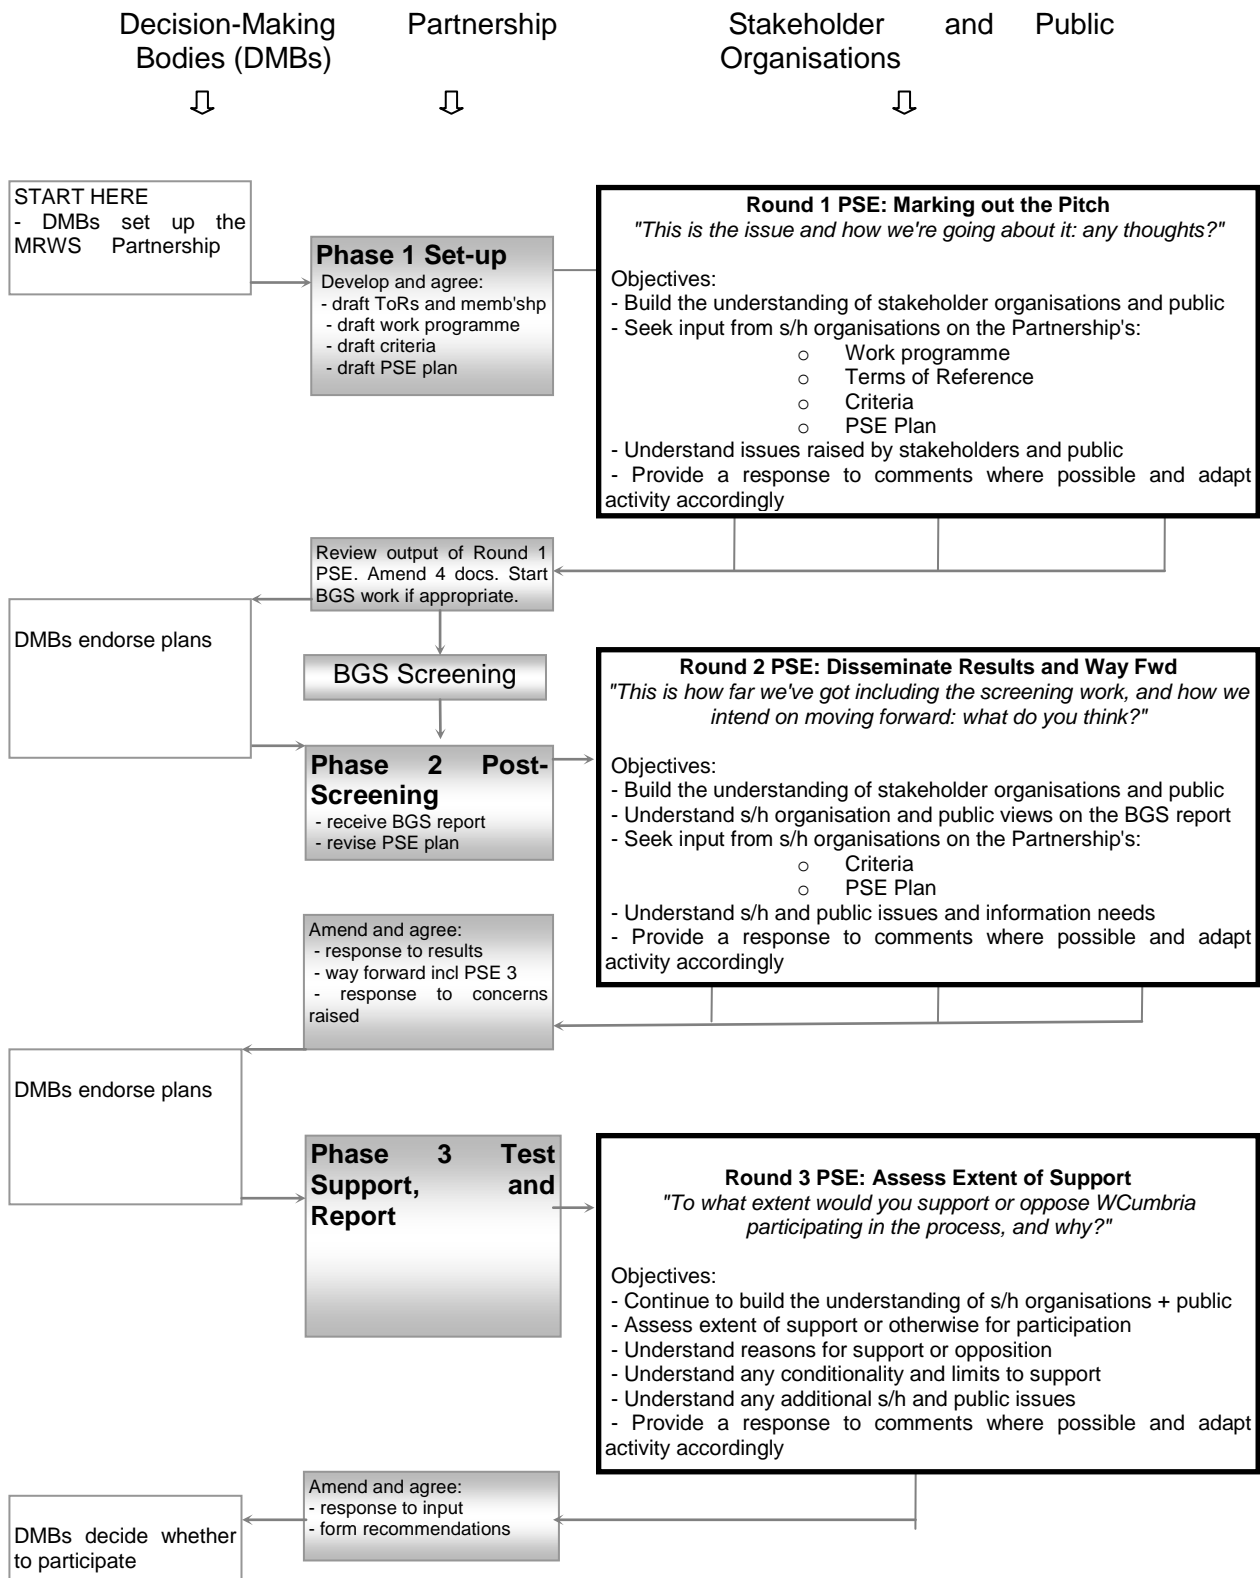 Decision-Making
Bodies (DMBs)
Partnership
Stakeholder and Public
Organisations
START HERE
- DMBs set up the
MRWS Partnership
Phase 1 Set-up
Develop and agree:
- draft ToRs and memb'shp
- draft work programme
- draft criteria
- draft PSE plan
Round 1 PSE: Marking out the Pitch
"This is the issue and how we're going about it: any thoughts?"
Objectives:
- Build the understanding of stakeholder organisations and public
- Seek input from s/h organisations on the Partnership's:
o Work programme
o Terms of Reference
o Criteria
o PSE Plan
- Understand issues raised by stakeholders and public
- Provide a response to comments where possible and adapt
activity accordingly
Review output of Round 1
PSE. Amend 4 docs. Start
BGS work if appropriate.
DMBs endorse plans
BGS Screening
Phase 2 Post-
Screening
- receive BGS report
- revise PSE plan
Round 2 PSE: Disseminate Results and Way Fwd
"This is how far we've got including the screening work, and how we
intend on moving forward: what do you think?"
Objectives:
- Build the understanding of stakeholder organisations and public
- Understand s/h organisation and public views on the BGS report
- Seek input from s/h organisations on the Partnership's:
o Criteria
o PSE Plan
- Understand s/h and public issues and information needs
- Provide a response to comments where possible and adapt
activity accordingly
Amend and agree:
- response to results
- way forward incl PSE 3
- response to concerns
raised
DMBs endorse plans
Phase 3 Test
Support, and
Report
Round 3 PSE: Assess Extent of Support
"To what extent would you support or oppose WCumbria
participating in the process, and why?"
Objectives:
- Continue to build the understanding of s/h organisations + public
- Assess extent of support or otherwise for participation
- Understand reasons for support or opposition
- Understand any conditionality and limits to support
- Understand any additional s/h and public issues
- Provide a response to comments where possible and adapt
activity accordingly
Amend and agree:
- response to input
- form recommendations
DMBs decide whether
to participate